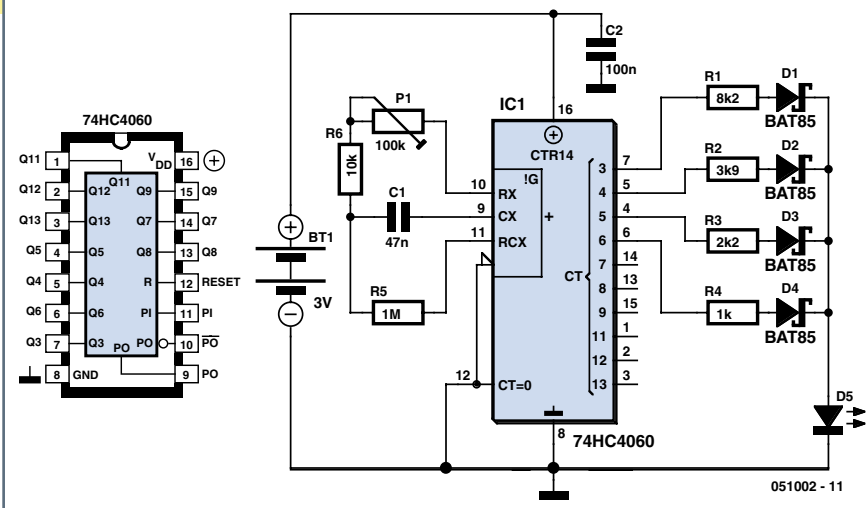 74HC4060
Q11 1 Q11 VDD 16
Q12 2 Q12 Q9 15 Q9
Q13 3 Q13 Q7 14 Q7
Q5 4 Q5 Q8 13 Q8
Q4 5 Q4 R 12 RESET
Q6 6 Q6 PI 11 PI
Q3 7 Q3 PO PO 10 PO
8 GND 9 PO
BT1
3V
R6
10k
P1
100k
C1
47n
R5
1M
C2
100n
IC1
16
CTR14
!G
10 RX
9 CX
11 RCX
+
CT
12 CT=0
3 7
4 5
5 4
6 6
7 14
8 13
9 15
11 1
12 2
13 3
8
74HC4060
R1
8k2
D1
BAT85
R2
3k9
D2
BAT85
R3
2k2
D3
BAT85
R4
1k
D4
BAT85
D5
051002 - 11